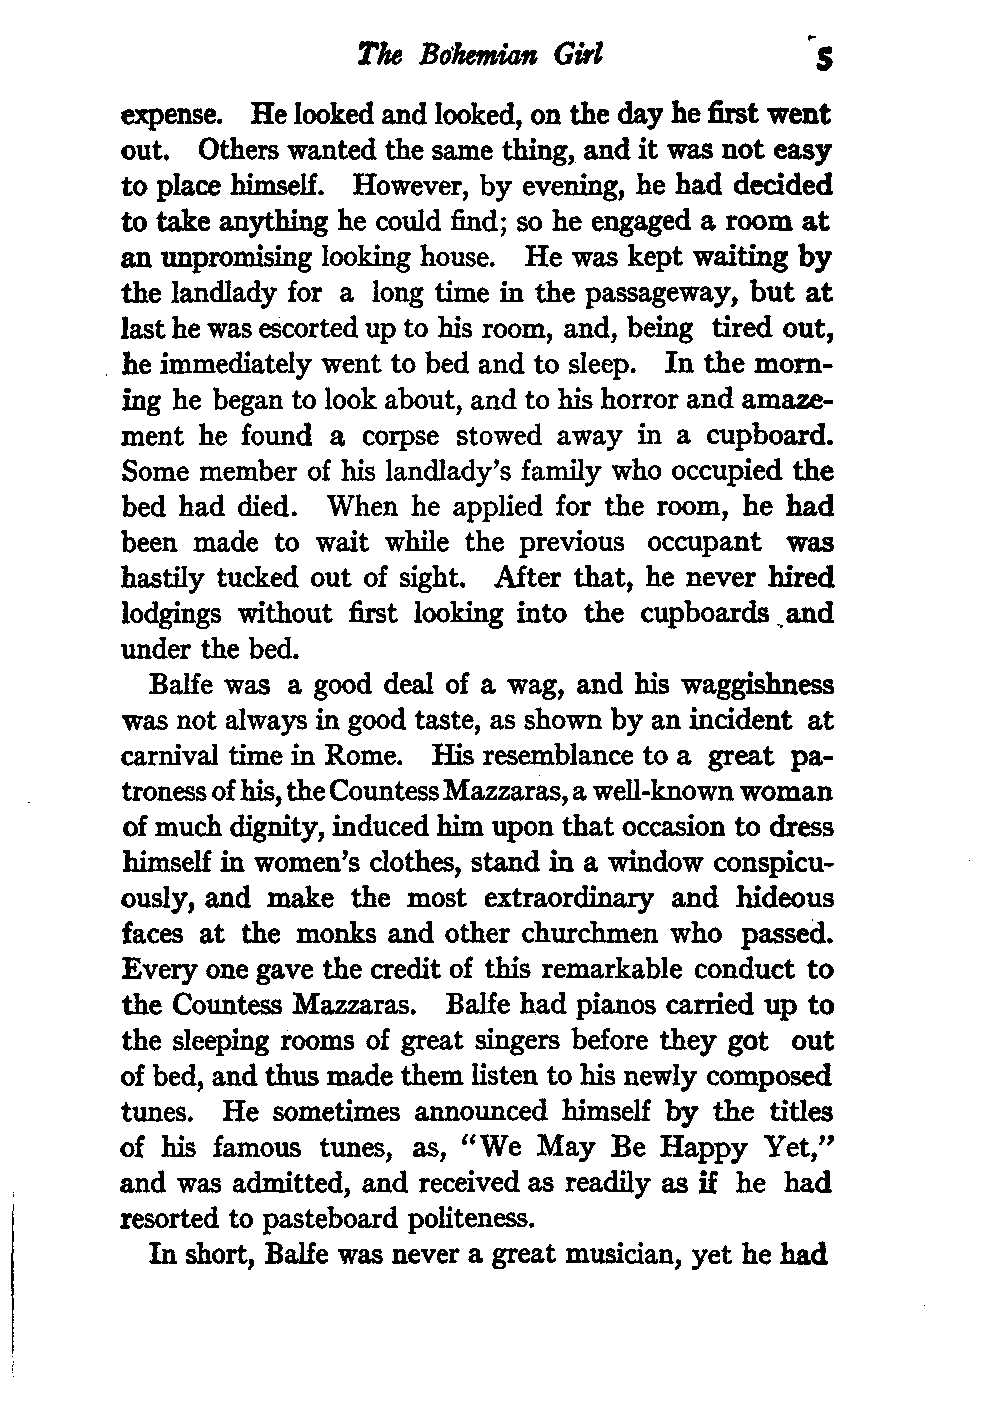 The Bohemian Girl 5
expense. He looked and looked, on the day he first went
out. Others wanted the same thing, and it was not easy
to place himself. However, by evening, he had decided
to take anything he could find; so he engaged a room at
an unpromising looking house. He was kept waiting by
the landlady for a long time in the passageway, but at
last he was escorted up to his room, and, being tired out,
he immediately went to bed and to sleep. In the morn-
ing he began to look about, and to his horror and amaze-
ment he found a corpse stowed away in a cupboard.
Some member of his landlady's family who occupied the
bed had died. When he applied for the room, he had
been made to wait while the previous occupant was
hastily tucked out of sight. After that, he never hired
lodgings without first looking into the cupboards and
under the bed.
Balfe was a good deal of a wag, and his waggishness
was not always in good taste, as shown by an incident at
carnival time in Rome. His resemblance to a great pa-
troness of his, the Countess Mazzaras, a well-known woman
of much dignity, induced him upon that occasion to dress
himself in women's clothes, stand in a window conspicu-
ously, and make the most extraordinary and hideous
faces at the monks and other churchmen who passed.
Every one gave the credit of this remarkable conduct to
the Countess Mazzaras. Balfe had pianos carried up to
the sleeping rooms of great singers before they got out
of bed, and thus made them listen to his newly composed
tunes. He sometimes announced himself by the titles
of his famous tunes, as, "We May Be Happy Yet,"
and was admitted, and received as readily as if he had
resorted to pasteboard politeness.
In short, Balfe was never a great musician, yet he had